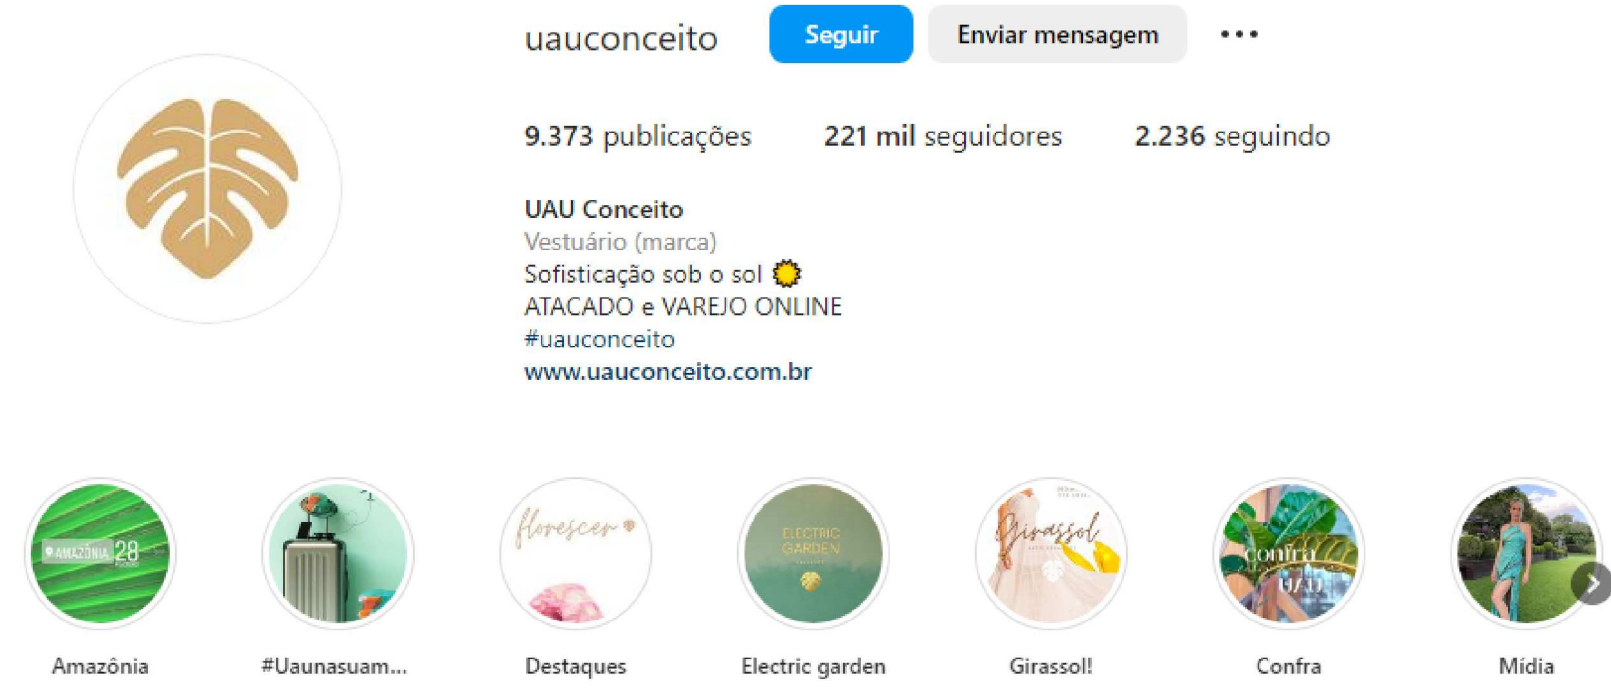 uauconceito
Seguir
Enviar mensagem
9.373 publicações
221 mil seguidores
2.236 seguindo
UAU Conceito
Vestuário (marca)
Sofisticação sob o sol
ATACADO e VAREJO ONLINE
#uauconceito
www.uauconceito.com.br
AMAZÔNIA 28
florescer
ELECTRIC
GARDEN
Girassol
confra
UAU
Amazônia
#Uaunasuam...
Destaques
Electric garden
Girassol!
Confra
Mídia